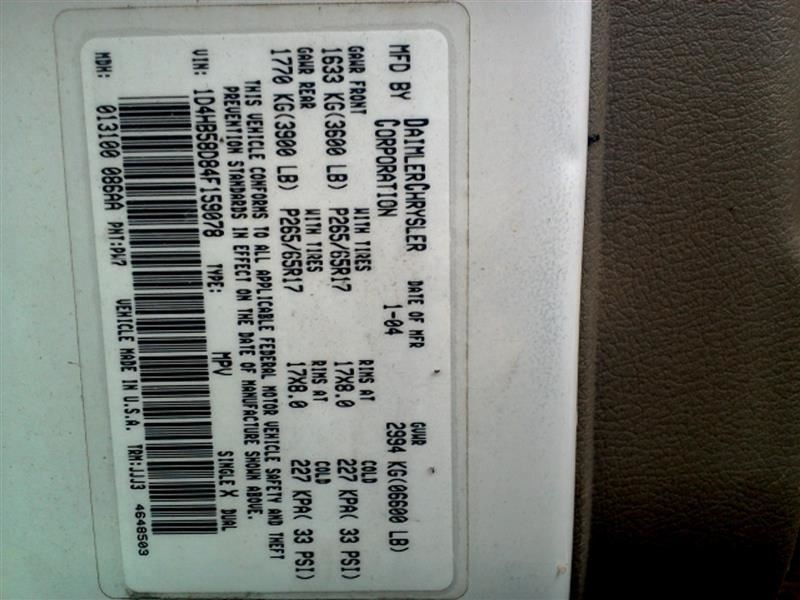 MFD BY DAIMLERCHRYSLER CORPORATION DATE OF MFR 1-04 GVWR 2994 KG(06600 LB)
GAWR FRONT WITH TIRES RIMS AT COLD
1633 KG(3600 LB) P265/65R17 17X8.0 227 KPA( 33 PSI)
GAWR REAR WITH TIRES RIMS AT COLD
1770 KG(3900 LB) P265/65R17 17X8.0 227 KPA( 33 PSI)
THIS VEHICLE CONFORMS TO ALL APPLICABLE FEDERAL MOTOR VEHICLE SAFETY AND THEFT
PREVENTION STANDARDS IN EFFECT ON THE DATE OF MANUFACTURE SHOWN ABOVE.
VIN: 1D4HB58D84F159078 TYPE: MPV SINGLE X DUAL
MDH: 013100 086AA PNT:PW7 VEHICLE MADE IN U.S.A. TRM:JJJ3 4648503